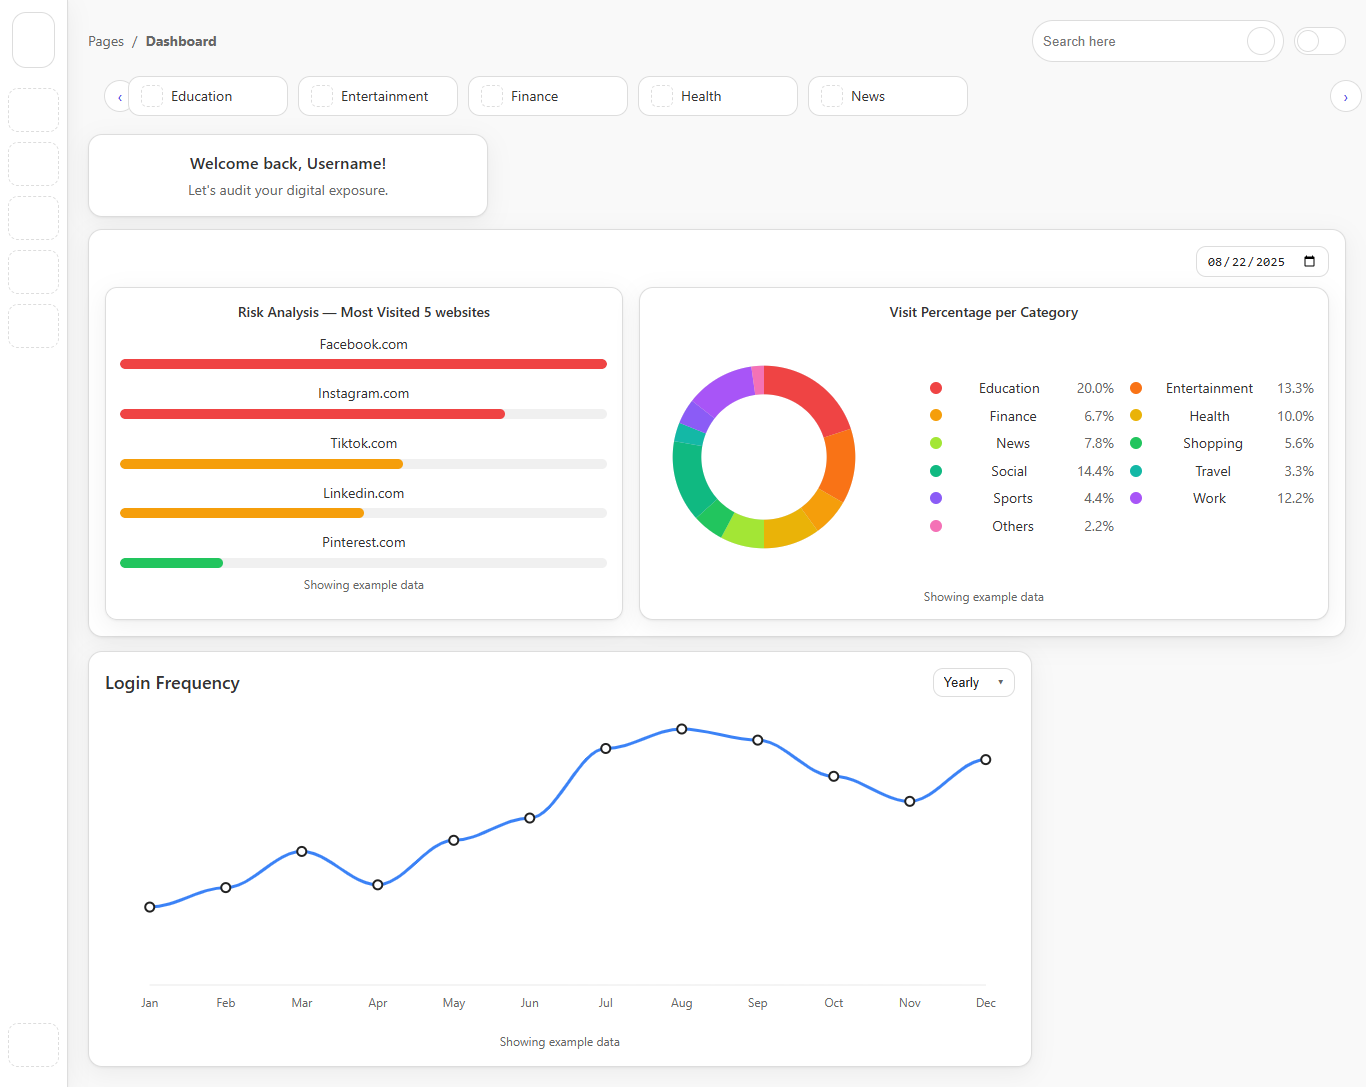 Pages / Dashboard
Search here
‹ Education Entertainment Finance Health News ›
Welcome back, Username!
Let's audit your digital exposure.
08/22/2025
Risk Analysis — Most Visited 5 websites
Facebook.com
Instagram.com
Tiktok.com
Linkedin.com
Pinterest.com
Showing example data
Visit Percentage per Category
Education 20.0% Entertainment 13.3%
Finance 6.7% Health 10.0%
News 7.8% Shopping 5.6%
Social 14.4% Travel 3.3%
Sports 4.4% Work 12.2%
Others 2.2%
Showing example data
Login Frequency
Yearly
Jan Feb Mar Apr May Jun Jul Aug Sep Oct Nov Dec
Showing example data